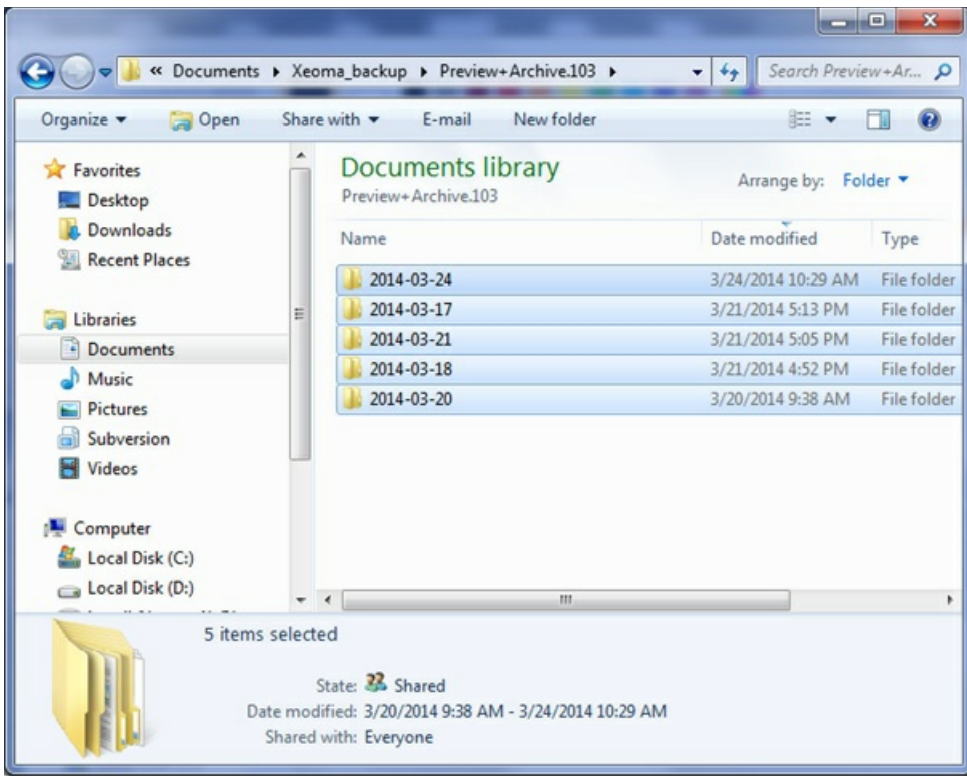 « Documents ▸ Xeoma_backup ▸ Preview+Archive.103 ▸
Search Preview+Ar...
Organize Open Share with E-mail New folder
Favorites
Desktop
Downloads
Recent Places
Libraries
Documents
Music
Pictures
Subversion
Videos
Computer
Local Disk (C:)
Local Disk (D:)
Documents library
Preview+Archive.103
Arrange by: Folder
Name Date modified Type
2014-03-24 3/24/2014 10:29 AM File folder
2014-03-17 3/21/2014 5:13 PM File folder
2014-03-21 3/21/2014 5:05 PM File folder
2014-03-18 3/21/2014 4:52 PM File folder
2014-03-20 3/20/2014 9:38 AM File folder
5 items selected
State: Shared
Date modified: 3/20/2014 9:38 AM - 3/24/2014 10:29 AM
Shared with: Everyone